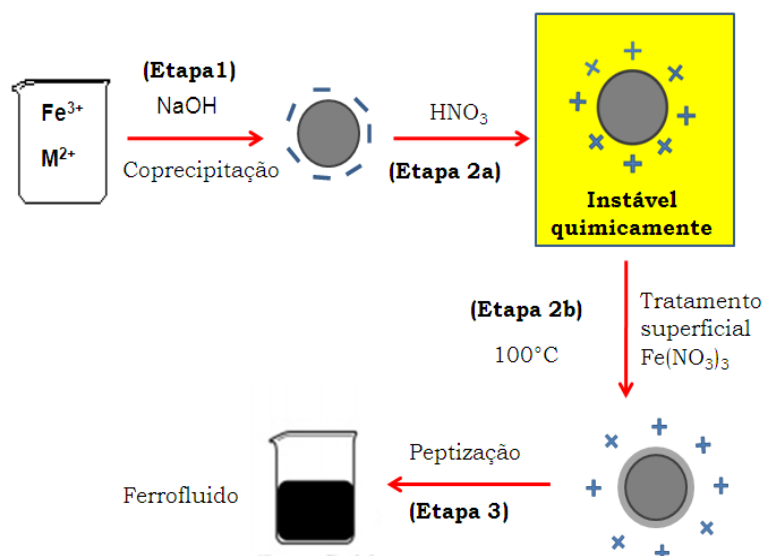 (Etapa1)
NaOH
Coprecipitação
Fe³⁺
M²⁺
HNO₃
(Etapa 2a)
Instável
quimicamente
(Etapa 2b)
100°C
Tratamento
superficial
Fe(NO₃)₃
Peptização
(Etapa 3)
Ferrofluido